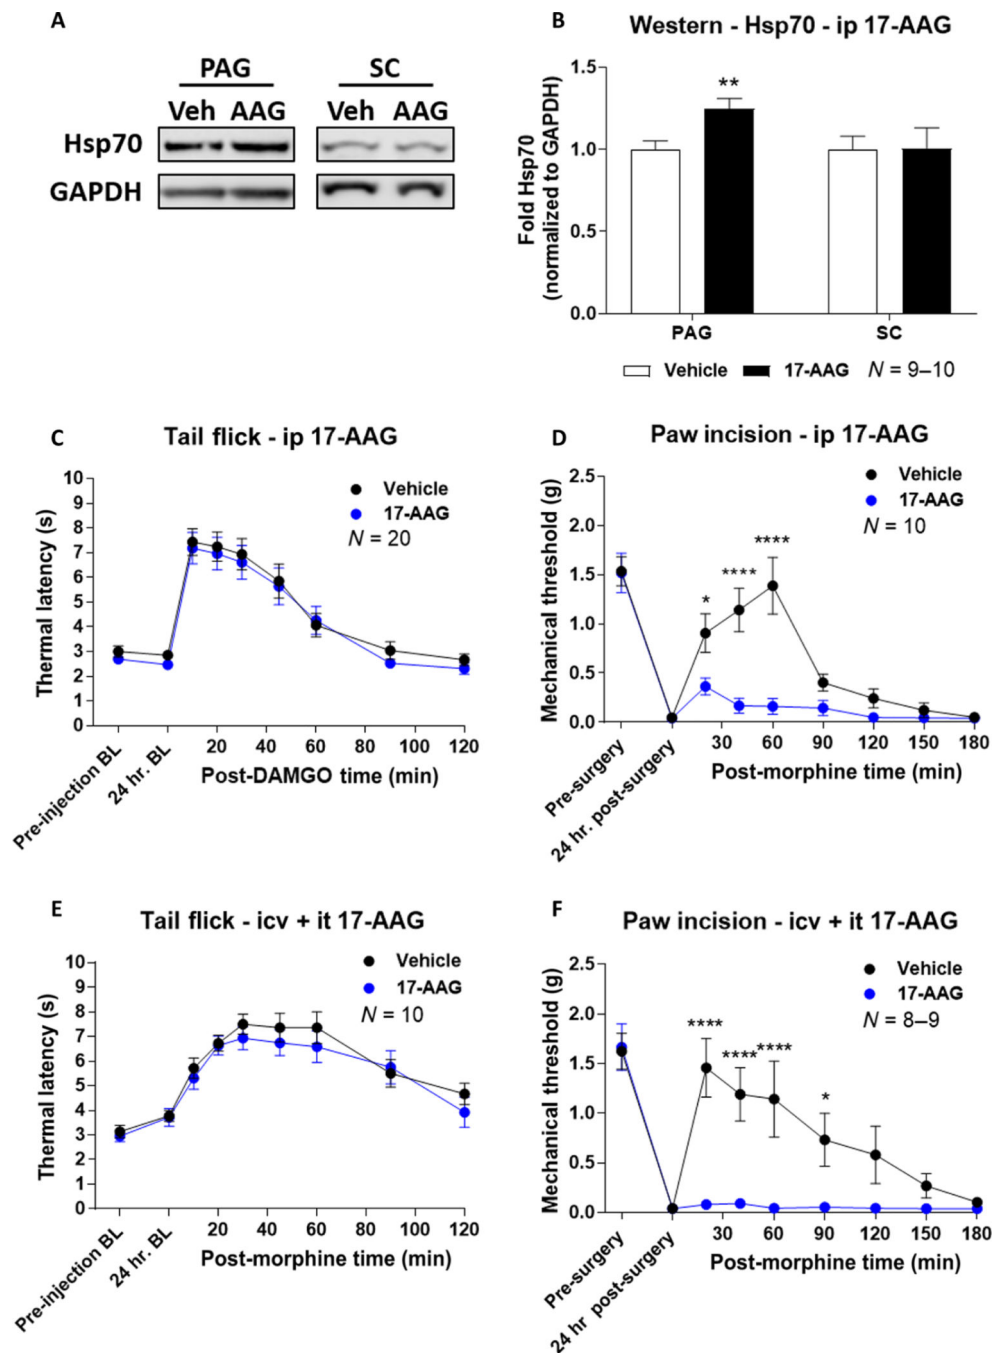 A
PAG SC
Veh AAG Veh AAG
Hsp70
GAPDH
B
Western - Hsp70 - ip 17-AAG
Fold Hsp70
(normalized to GAPDH)
1.5
1.0
0.5
0.0
**
PAG SC
Vehicle 17-AAG N = 9–10
C
Tail flick - ip 17-AAG
Thermal latency (s)
10
9
8
7
6
5
4
3
2
1
0
Vehicle
17-AAG
N = 20
Pre-injection BL
24 hr. BL
20 40 60 80 100 120
Post-DAMGO time (min)
D
Paw incision - ip 17-AAG
Mechanical threshold (g)
2.5
2.0
1.5
1.0
0.5
0.0
Vehicle
17-AAG
N = 10
* **** ****
Pre-surgery
24 hr. post-surgery
30 60 90 120 150 180
Post-morphine time (min)
E
Tail flick - icv + it 17-AAG
Thermal latency (s)
10
9
8
7
6
5
4
3
2
1
0
Vehicle
17-AAG
N = 10
Pre-injection BL
24 hr. BL
20 40 60 80 100 120
Post-morphine time (min)
F
Paw incision - icv + it 17-AAG
Mechanical threshold (g)
2.5
2.0
1.5
1.0
0.5
0.0
Vehicle
17-AAG
N = 8–9
**** **** **** *
Pre-surgery
24 hr post-surgery
30 60 90 120 150 180
Post-morphine time (min)